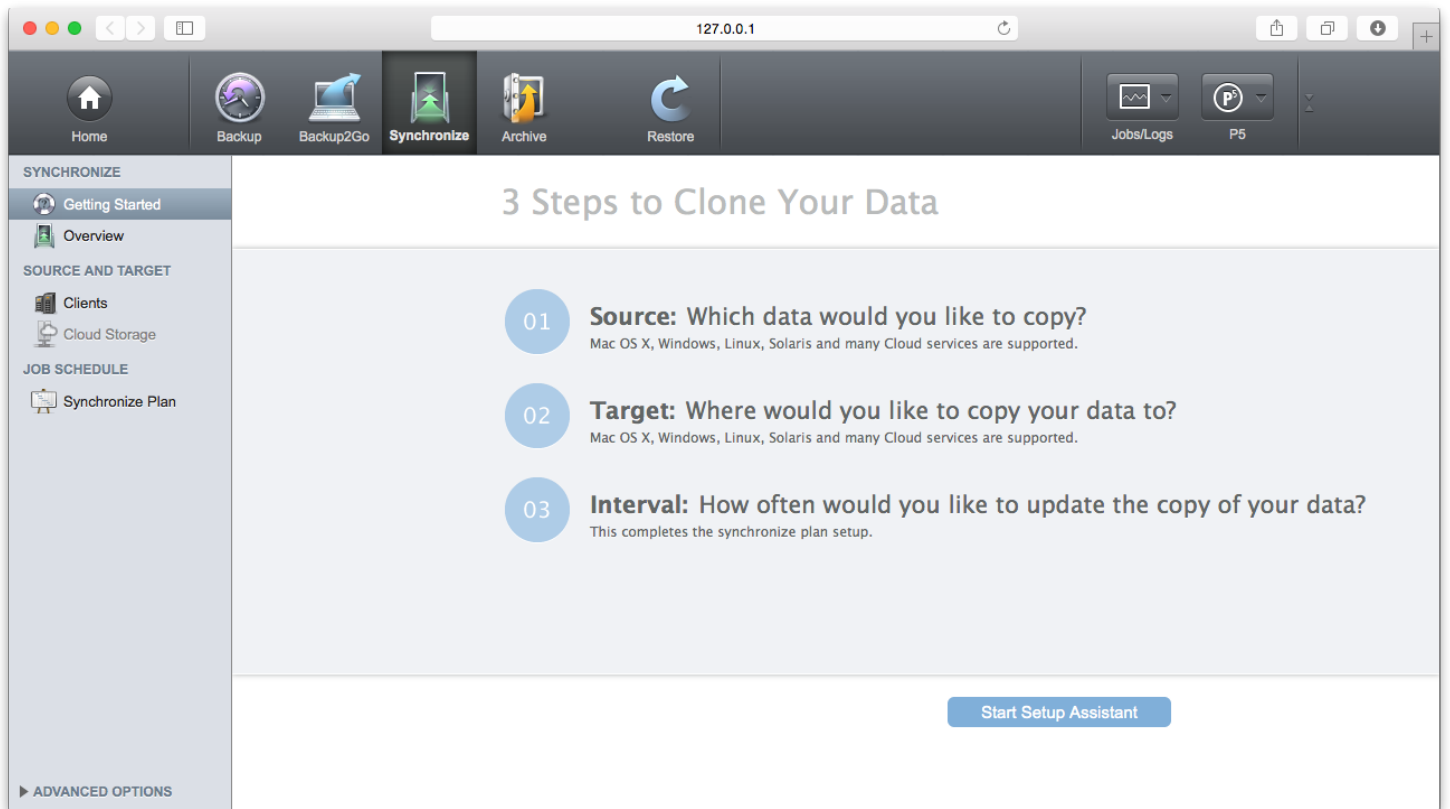 127.0.0.1
Home
Backup
Backup2Go
Synchronize
Archive
Restore
Jobs/Logs
P5
P5
SYNCHRONIZE
Getting Started
Overview
SOURCE AND TARGET
Clients
Cloud Storage
JOB SCHEDULE
Synchronize Plan
ADVANCED OPTIONS
3 Steps to Clone Your Data
01
Source: Which data would you like to copy?
Mac OS X, Windows, Linux, Solaris and many Cloud services are supported.
02
Target: Where would you like to copy your data to?
Mac OS X, Windows, Linux, Solaris and many Cloud services are supported.
03
Interval: How often would you like to update the copy of your data?
This completes the synchronize plan setup.
Start Setup Assistant